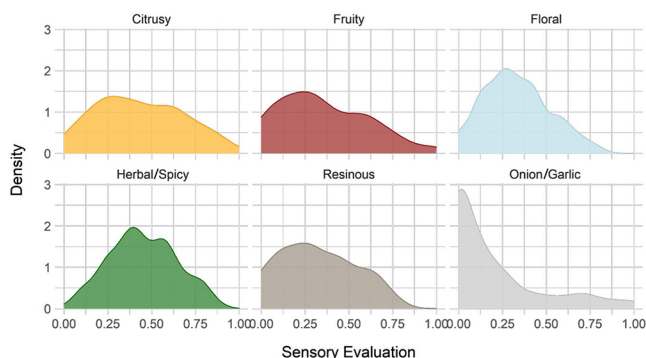 Citrusy Fruity Floral
3
2
1
0
Herbal/Spicy Resinous Onion/Garlic
3
2
1
0
0.00 0.25 0.50 0.75 1.00 0.00 0.25 0.50 0.75 1.00 0.00 0.25 0.50 0.75 1.00
Density
Sensory Evaluation